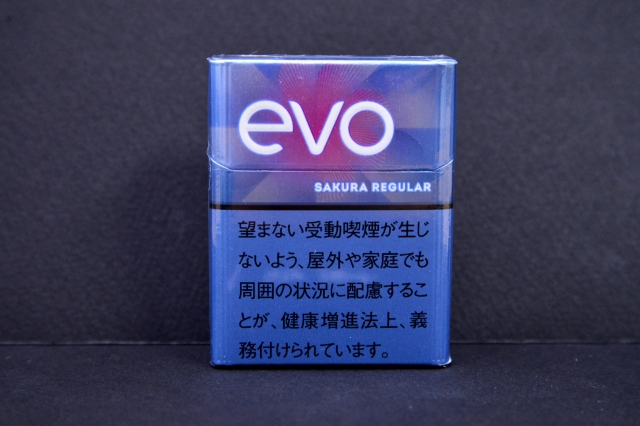 evo
SAKURA REGULAR
望まない受動喫煙が生じ
ないよう、屋外や家庭でも
周囲の状況に配慮するこ
とが、健康増進法上、義
務付けられています。